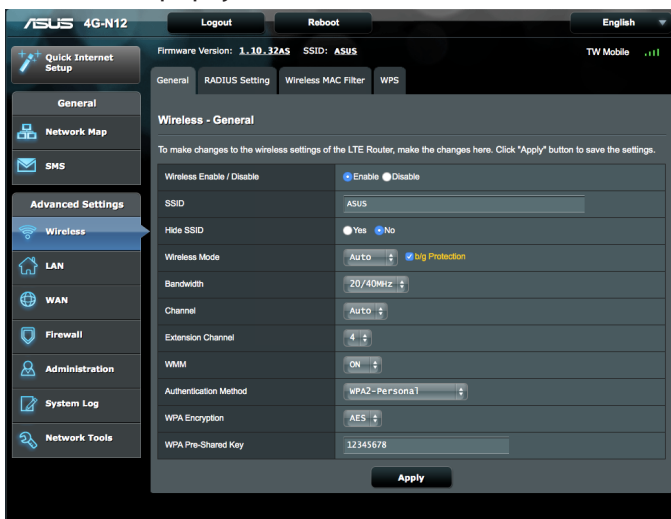 ASUS 4G-N12 Logout Reboot English
Quick Internet Setup
Firmware Version: 1.10.32AS SSID: ASUS TW Mobile
General RADIUS Setting Wireless MAC Filter WPS
General
Network Map
SMS
Advanced Settings
Wireless
LAN
WAN
Firewall
Administration
System Log
Network Tools
Wireless - General
To make changes to the wireless settings of the LTE Router, make the changes here. Click "Apply" button to save the settings.
Wireless Enable / Disable Enable Disable
SSID ASUS
Hide SSID Yes No
Wireless Mode Auto b/g Protection
Bandwidth 20/40MHz
Channel Auto
Extension Channel 4
WMM ON
Authentication Method WPA2-Personal
WPA Encryption AES
WPA Pre-Shared Key 12345678
Apply